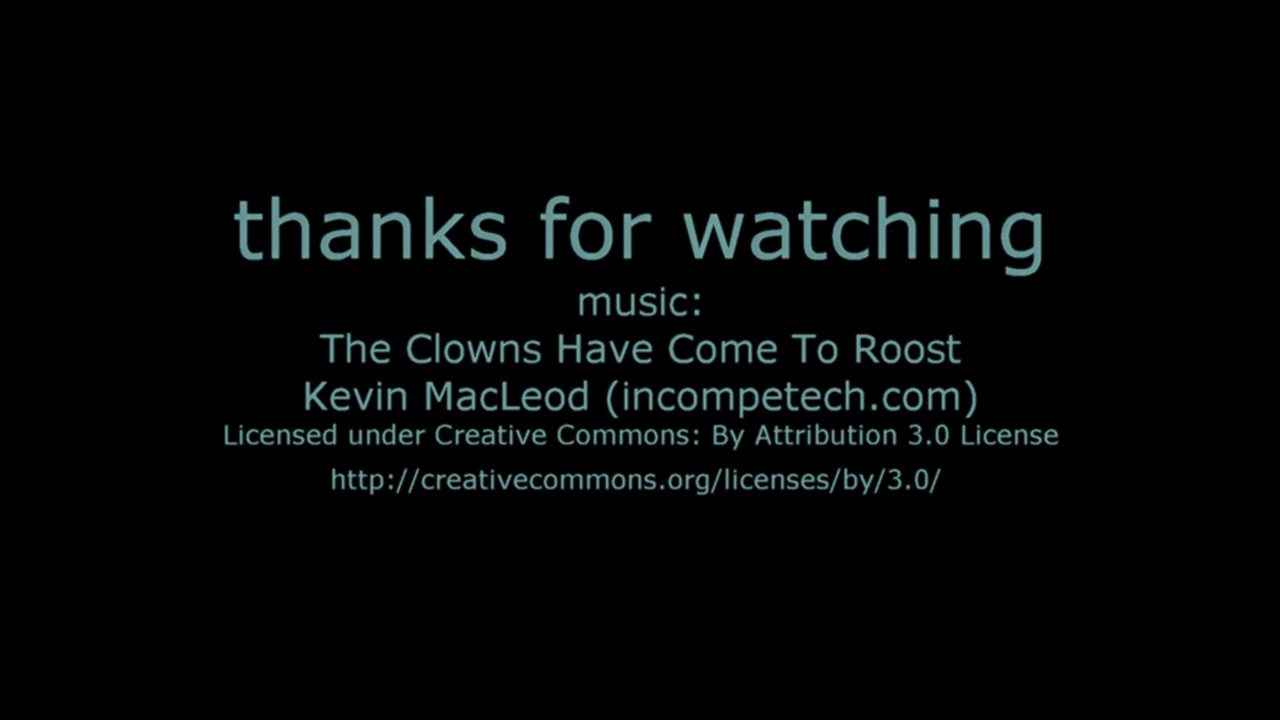 thanks for watching
music:
The Clowns Have Come To Roost
Kevin MacLeod (incompetech.com)
Licensed under Creative Commons: By Attribution 3.0 License
http://creativecommons.org/licenses/by/3.0/